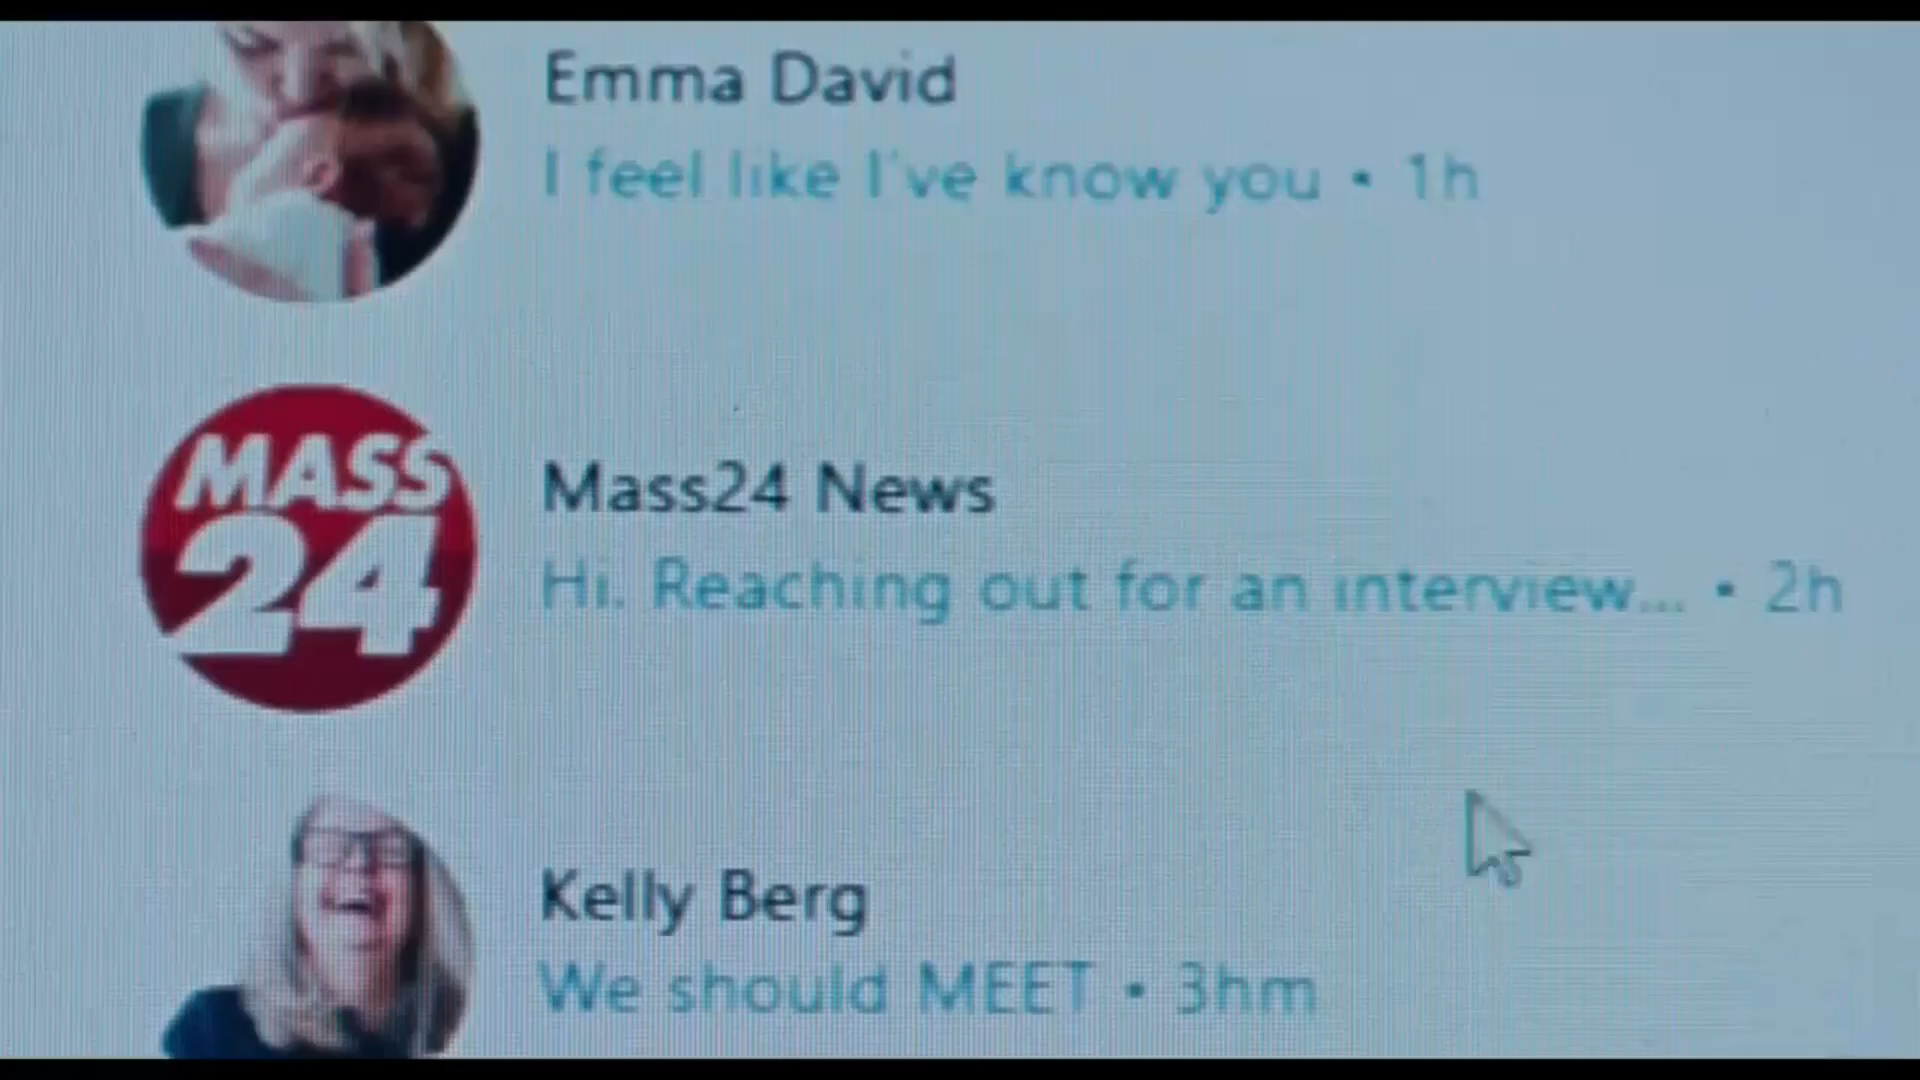 Emma David
I feel like I've know you • 1h
MASS
24
Mass24 News
Hi. Reaching out for an interview... • 2h
Kelly Berg
We should MEET • 3hm